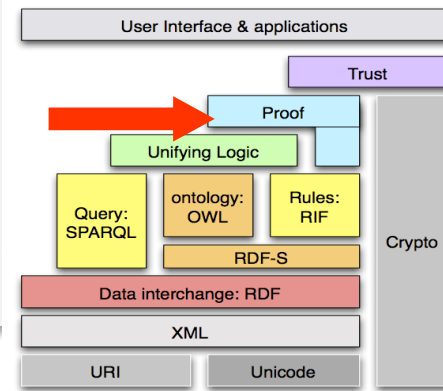 User Interface & applications
Trust
Proof
Unifying Logic
Query:
SPARQL
ontology:
OWL
Rules:
RIF
RDF-S
Crypto
Data interchange: RDF
XML
URI
Unicode